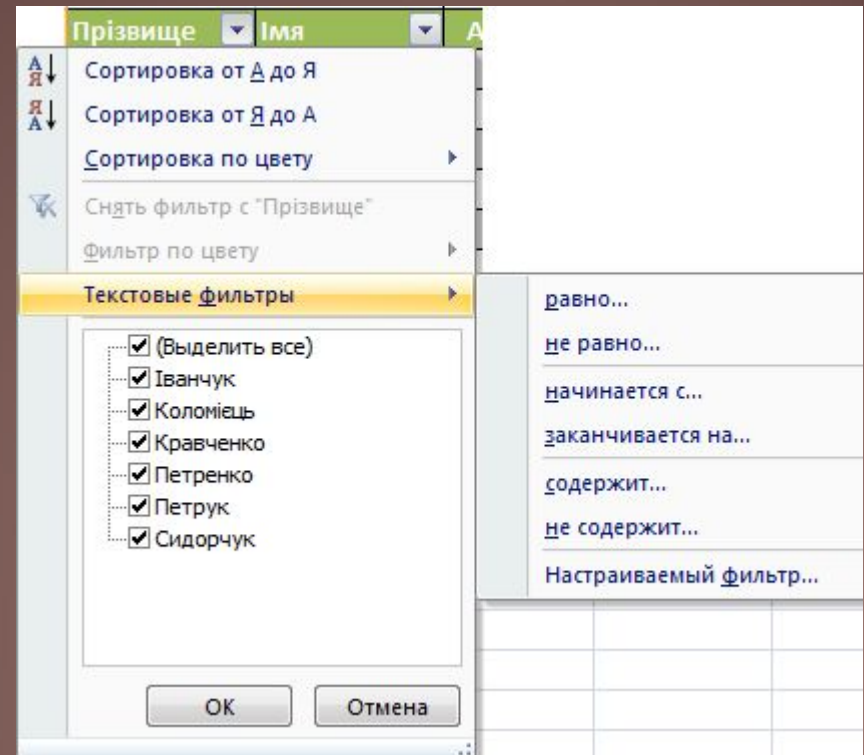 Прізвище Імя А
Сортировка от А до Я
Сортировка от Я до А
Сортировка по цвету
Снять фильтр с "Прізвище"
Фильтр по цвету
Текстовые фильтры
(Выделить все)
Іванчук
Коломієць
Кравченко
Петренко
Петрук
Сидорчук
ОК Отмена
равно...
не равно...
начинается с...
заканчивается на...
содержит...
не содержит...
Настраиваемый фильтр...